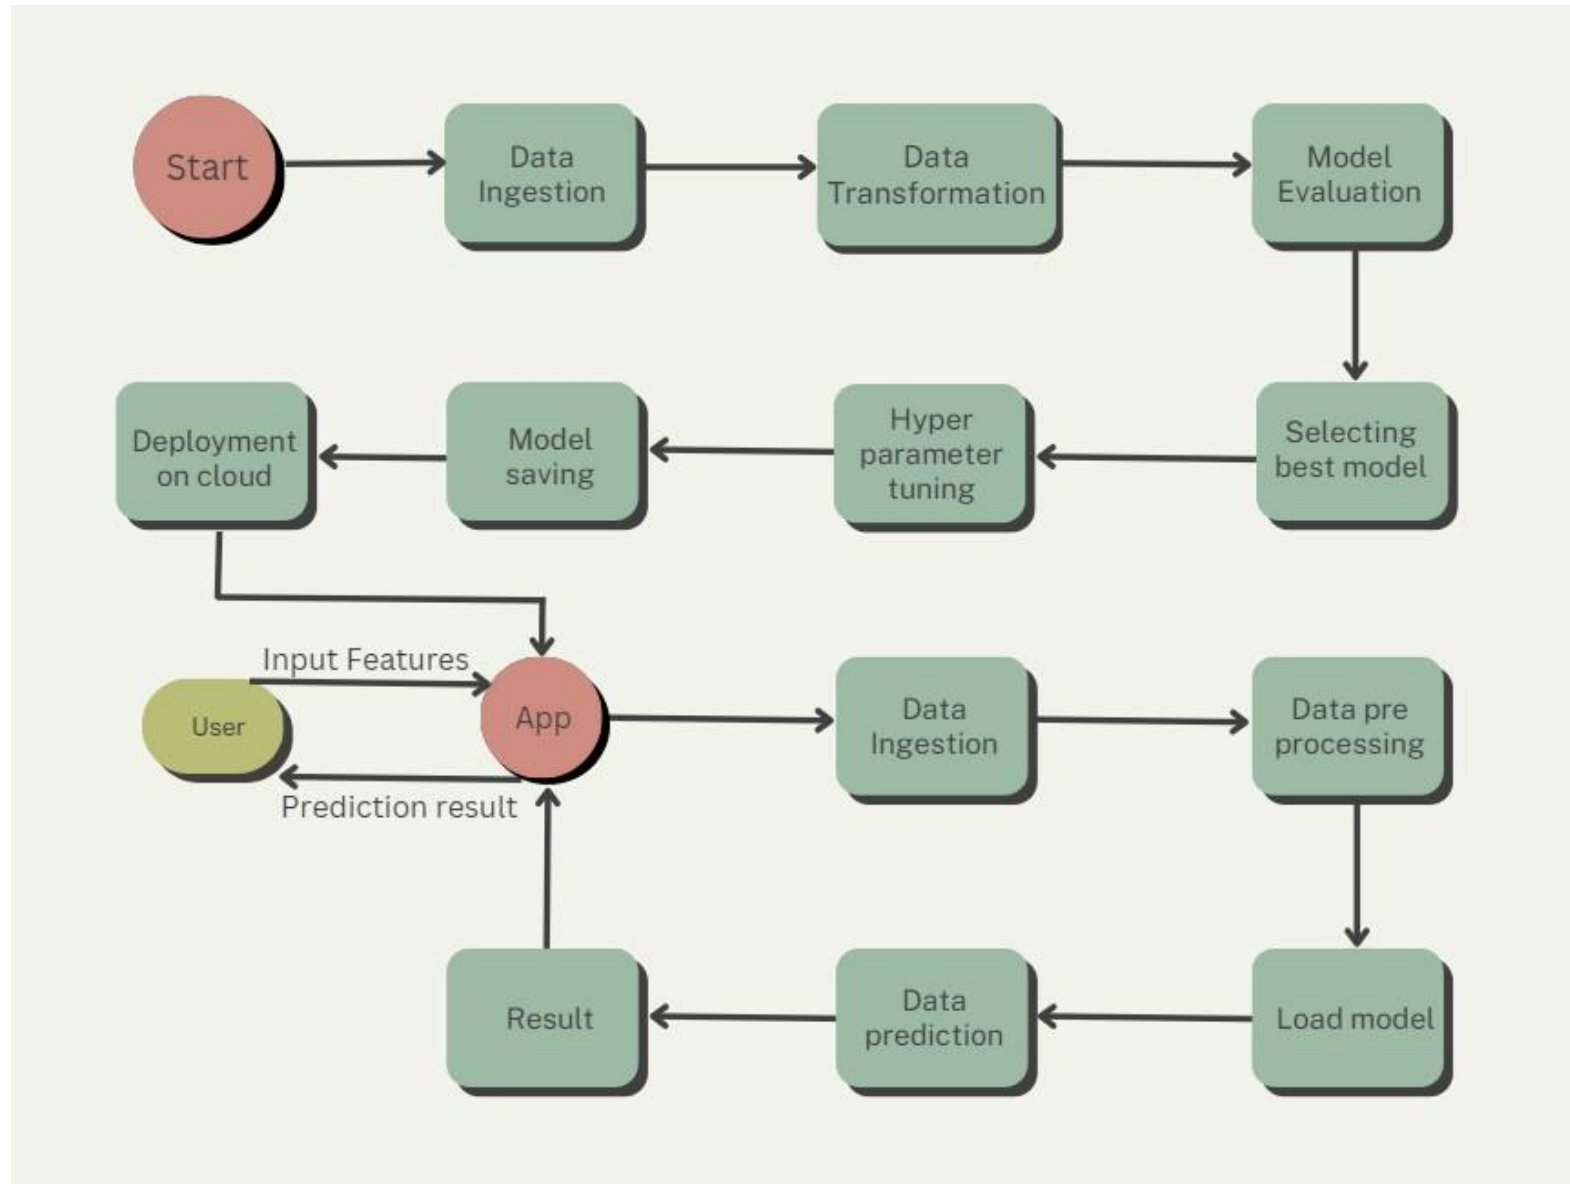 Start
Data
Ingestion
Data
Transformation
Model
Evaluation
Deployment
on cloud
Model
saving
Hyper
parameter
tuning
Selecting
best model
Input Features
User
App
Prediction result
Data
Ingestion
Data pre
processing
Result
Data
prediction
Load model